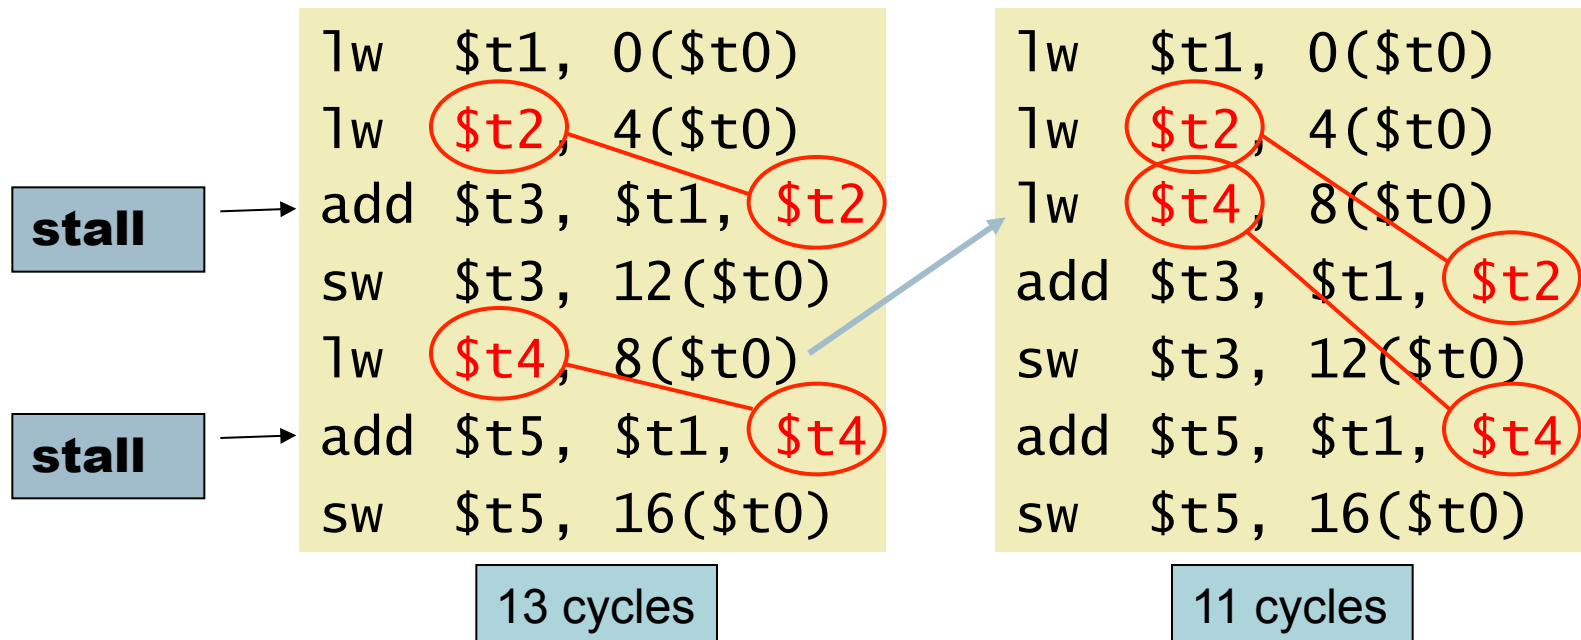 lw $t1, 0($t0)
lw $t2, 4($t0)
stall
add $t3, $t1, $t2
sw $t3, 12($t0)
lw $t4, 8($t0)
stall
add $t5, $t1, $t4
sw $t5, 16($t0)
13 cycles
lw $t1, 0($t0)
lw $t2, 4($t0)
lw $t4, 8($t0)
add $t3, $t1, $t2
sw $t3, 12($t0)
add $t5, $t1, $t4
sw $t5, 16($t0)
11 cycles